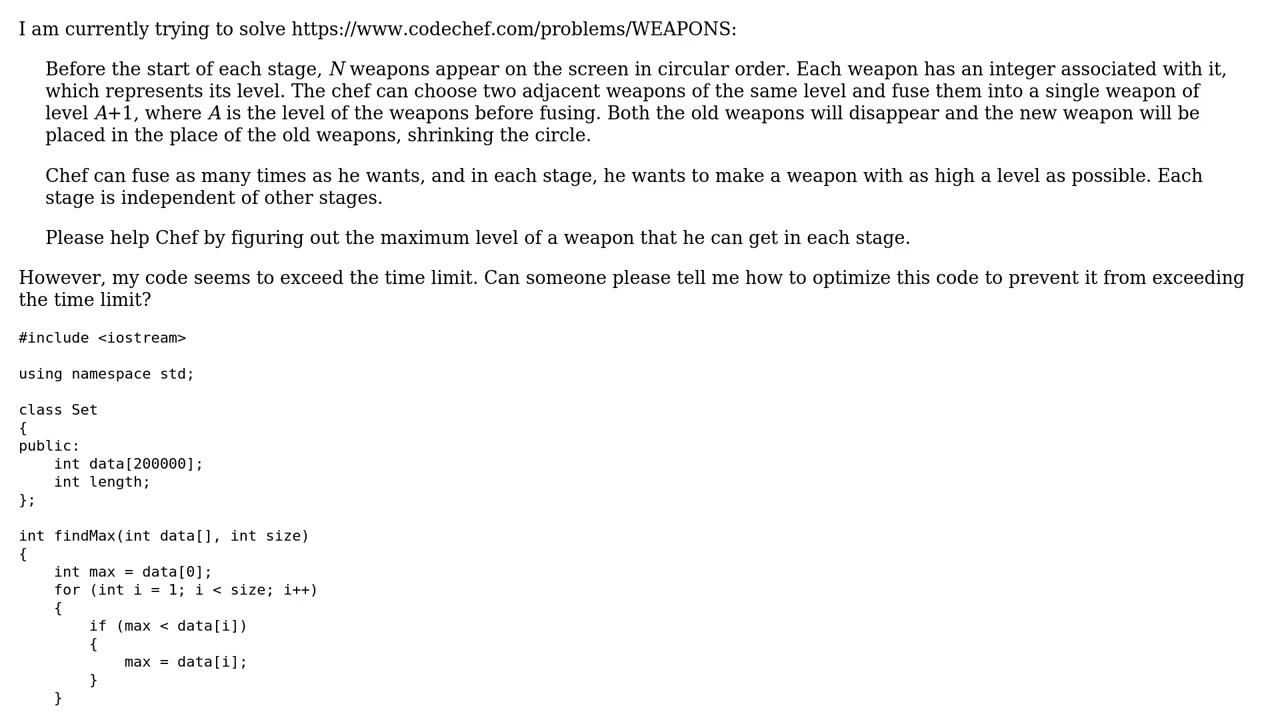 I am currently trying to solve https://www.codechef.com/problems/WEAPONS:
Before the start of each stage, N weapons appear on the screen in circular order. Each weapon has an integer associated with it,
which represents its level. The chef can choose two adjacent weapons of the same level and fuse them into a single weapon of
level A+1, where A is the level of the weapons before fusing. Both the old weapons will disappear and the new weapon will be
placed in the place of the old weapons, shrinking the circle.
Chef can fuse as many times as he wants, and in each stage, he wants to make a weapon with as high a level as possible. Each
stage is independent of other stages.
Please help Chef by figuring out the maximum level of a weapon that he can get in each stage.
However, my code seems to exceed the time limit. Can someone please tell me how to optimize this code to prevent it from exceeding
the time limit?
#include <iostream>
using namespace std;
class Set
{
public:
    int data[200000];
    int length;
};
int findMax(int data[], int size)
{
    int max = data[0];
    for (int i = 1; i < size; i++)
    {
        if (max < data[i])
        {
            max = data[i];
        }
    }